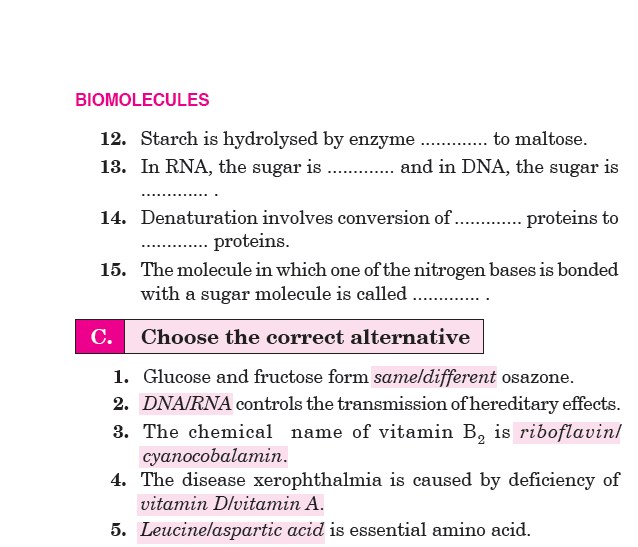 BIOMOLECULES
12. Starch is hydrolysed by enzyme ............. to maltose.
13. In RNA, the sugar is ............. and in DNA, the sugar is
............. .
14. Denaturation involves conversion of ............. proteins to
............. proteins.
15. The molecule in which one of the nitrogen bases is bonded
with a sugar molecule is called ............. .
C. Choose the correct alternative
1. Glucose and fructose form same/different osazone.
2. DNA/RNA controls the transmission of hereditary effects.
3. The chemical name of vitamin B₂ is riboflavin/
cyanocobalamin.
4. The disease xerophthalmia is caused by deficiency of
vitamin D/vitamin A.
5. Leucine/aspartic acid is essential amino acid.